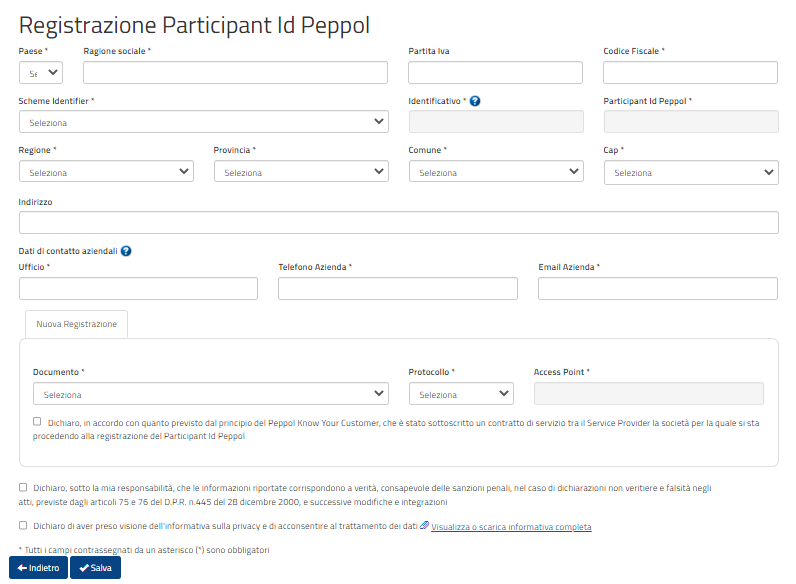 Registrazione Participant Id Peppol
Paese * Ragione sociale * Partita Iva Codice Fiscale *
Se
Scheme Identifier * Identificativo * ? Participant Id Peppol *
Seleziona
Regione * Provincia * Comune * Cap *
Seleziona Seleziona Seleziona Seleziona
Indirizzo
Dati di contatto aziendali ?
Ufficio * Telefono Azienda * Email Azienda *
Nuova Registrazione
Documento * Protocollo * Access Point *
Seleziona Seleziona
Dichiaro, in accordo con quanto previsto dal principio del Peppol Know Your Customer, che è stato sottoscritto un contratto di servizio tra il Service Provider la società per la quale si sta
procedendo alla registrazione del Participant Id Peppol
Dichiaro, sotto la mia responsabilità, che le informazioni riportate corrispondono a verità, consapevole delle sanzioni penali, nel caso di dichiarazioni non veritiere e falsità negli
atti, previste dagli articoli 75 e 76 del D.P.R. n.445 del 28 dicembre 2000, e successive modifiche e integrazioni
Dichiaro di aver preso visione dell'informativa sulla privacy e di acconsentire al trattamento dei dati Visualizza o scarica informativa completa
* Tutti i campi contrassegnati da un asterisco (*) sono obbligatori
Indietro Salva